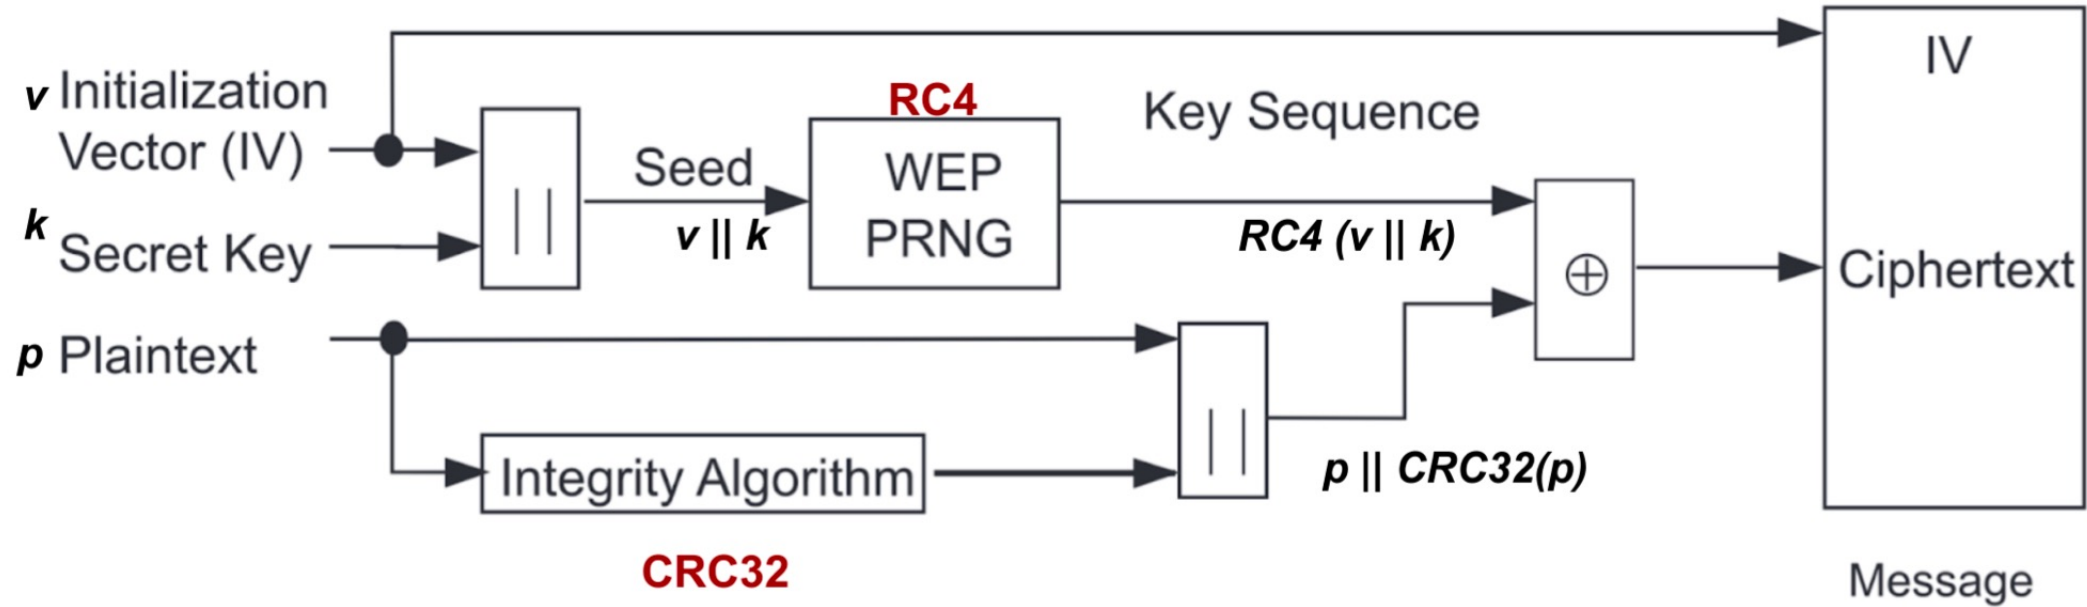 v Initialization
Vector (IV)
k
Secret Key
p Plaintext
||
Seed
v || k
RC4
WEP
PRNG
Key Sequence
RC4 (v || k)
Integrity Algorithm
CRC32
||
p || CRC32(p)
⊕
IV
Ciphertext
Message